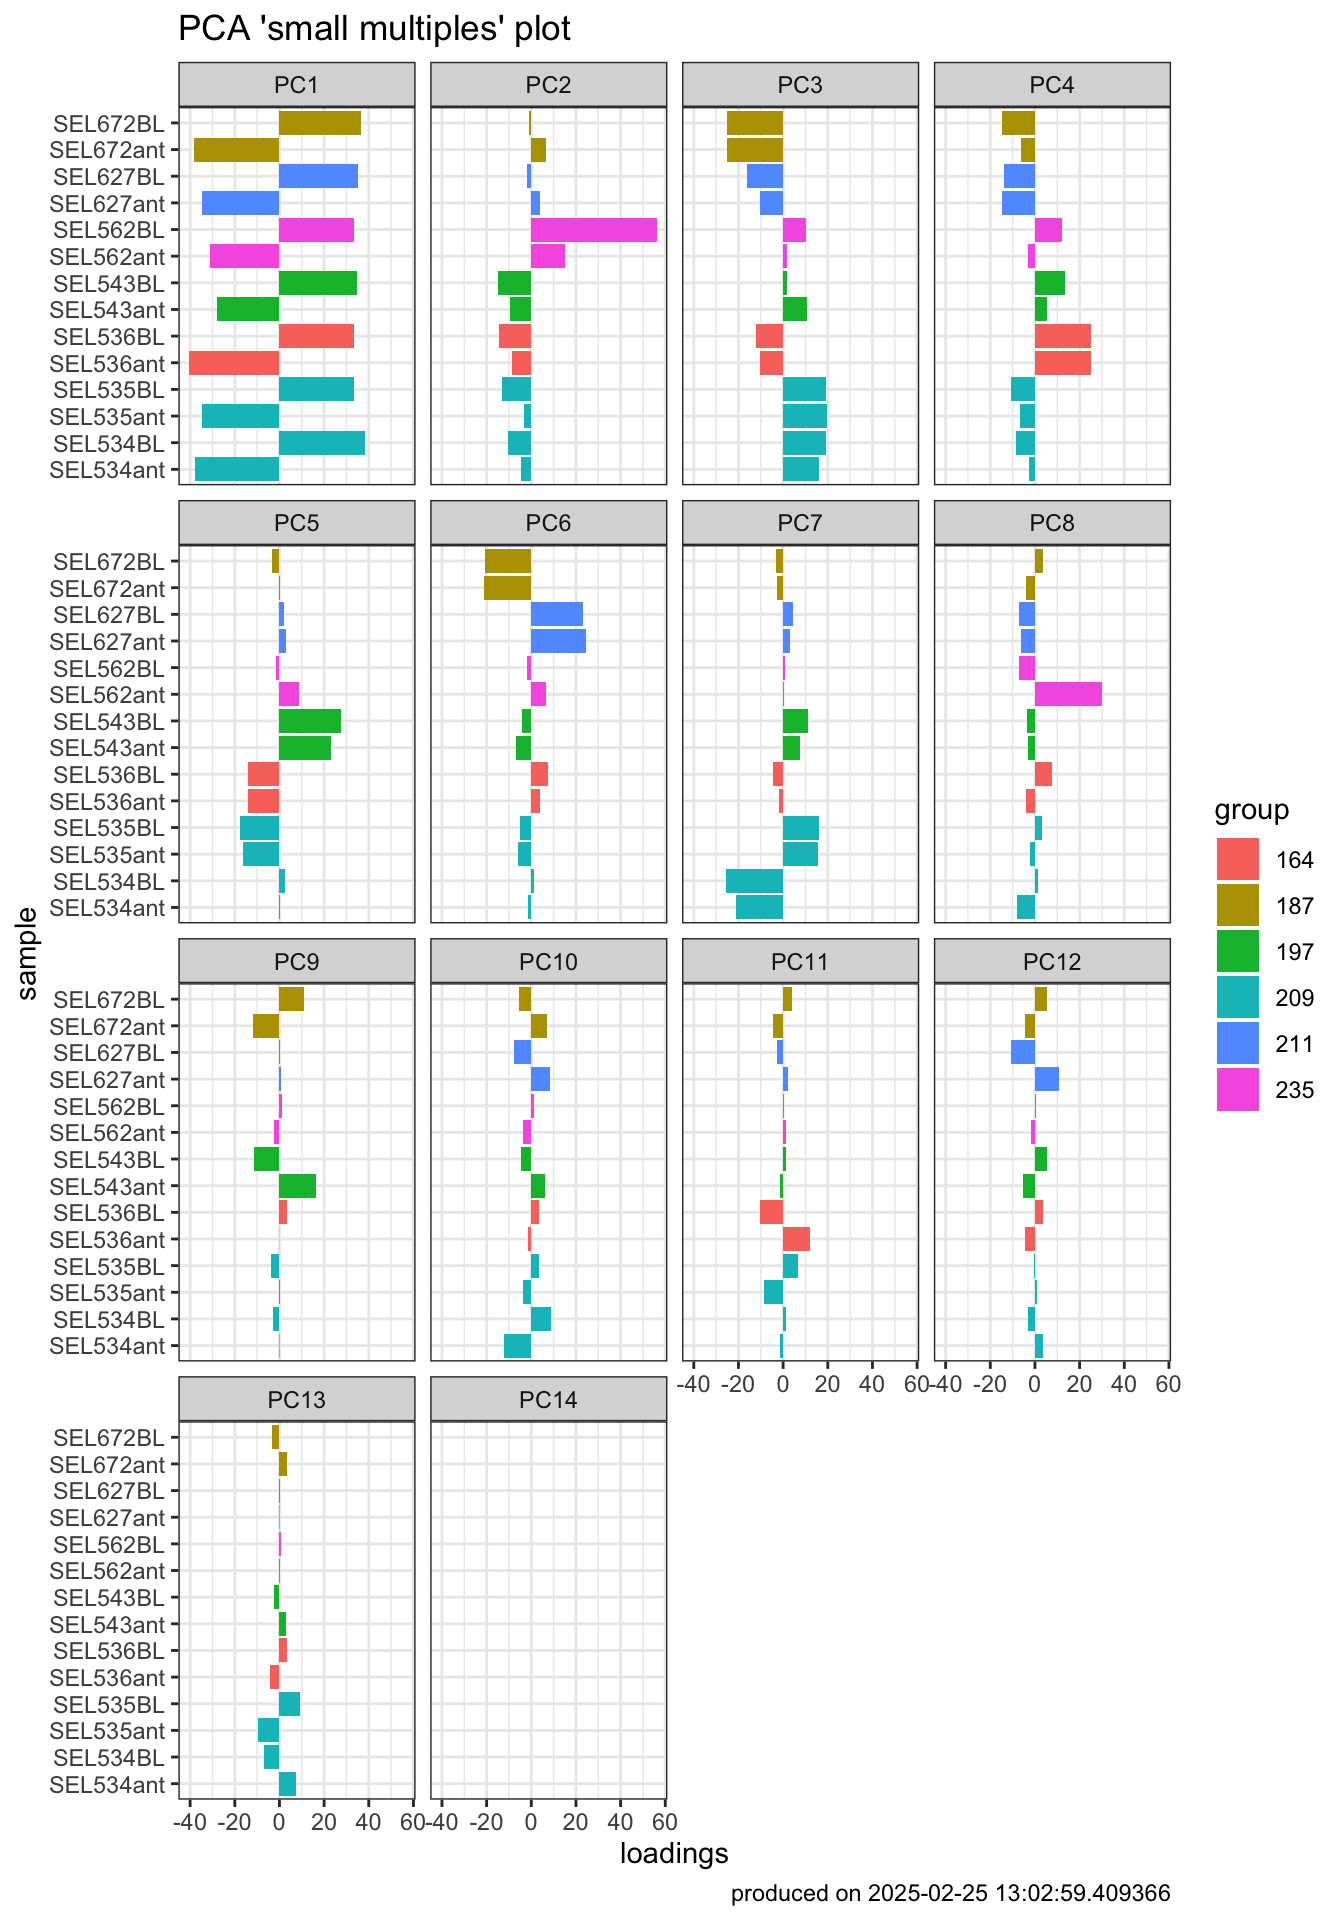 PCA 'small multiples' plot
PC1 PC2 PC3 PC4
SEL672BL
SEL672ant
SEL627BL
SEL627ant
SEL562BL
SEL562ant
SEL543BL
SEL543ant
SEL536BL
SEL536ant
SEL535BL
SEL535ant
SEL534BL
SEL534ant
PC5 PC6 PC7 PC8
SEL672BL
SEL672ant
SEL627BL
SEL627ant
SEL562BL
SEL562ant
SEL543BL
SEL543ant
SEL536BL
SEL536ant
SEL535BL
SEL535ant
SEL534BL
SEL534ant
PC9 PC10 PC11 PC12
SEL672BL
SEL672ant
SEL627BL
SEL627ant
SEL562BL
SEL562ant
SEL543BL
SEL543ant
SEL536BL
SEL536ant
SEL535BL
SEL535ant
SEL534BL
SEL534ant
-40 -20 0 20 40 60 -40 -20 0 20 40 60
PC13 PC14
SEL672BL
SEL672ant
SEL627BL
SEL627ant
SEL562BL
SEL562ant
SEL543BL
SEL543ant
SEL536BL
SEL536ant
SEL535BL
SEL535ant
SEL534BL
SEL534ant
-40 -20 0 20 40 60 -40 -20 0 20 40 60
sample
loadings
group
164
187
197
209
211
235
produced on 2025-02-25 13:02:59.409366